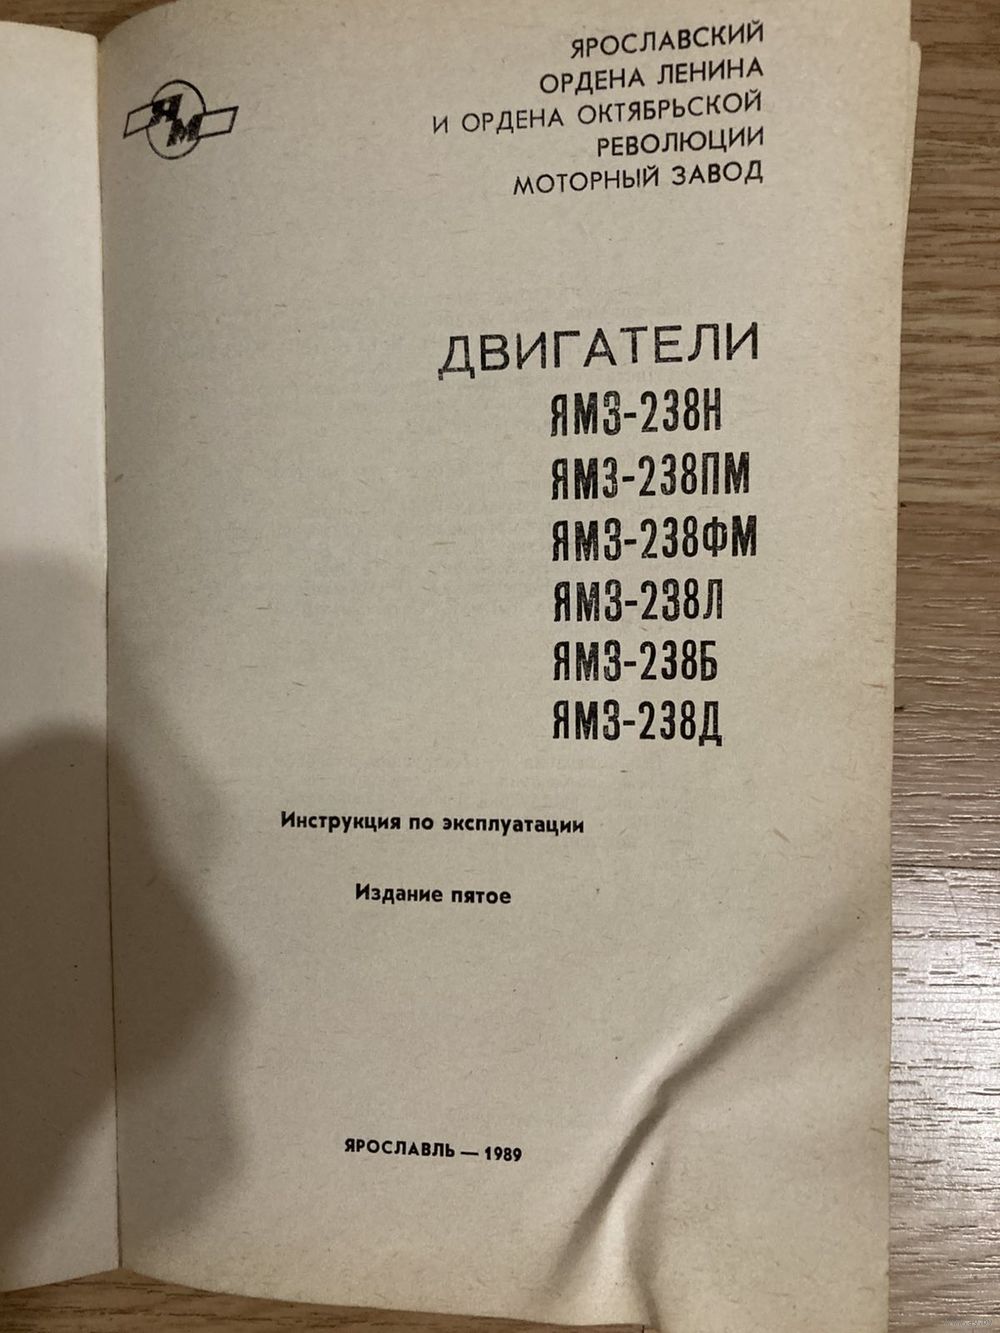 ЯРОСЛАВСКИЙ
ОРДЕНА ЛЕНИНА
И ОРДЕНА ОКТЯБРЬСКОЙ
РЕВОЛЮЦИИ
МОТОРНЫЙ ЗАВОД
ЯМ
ДВИГАТЕЛИ
ЯМЗ-238Н
ЯМЗ-238ПМ
ЯМЗ-238ФМ
ЯМЗ-238Л
ЯМЗ-238Б
ЯМЗ-238Д
Инструкция по эксплуатации
Издание пятое
ЯРОСЛАВЛЬ — 1989